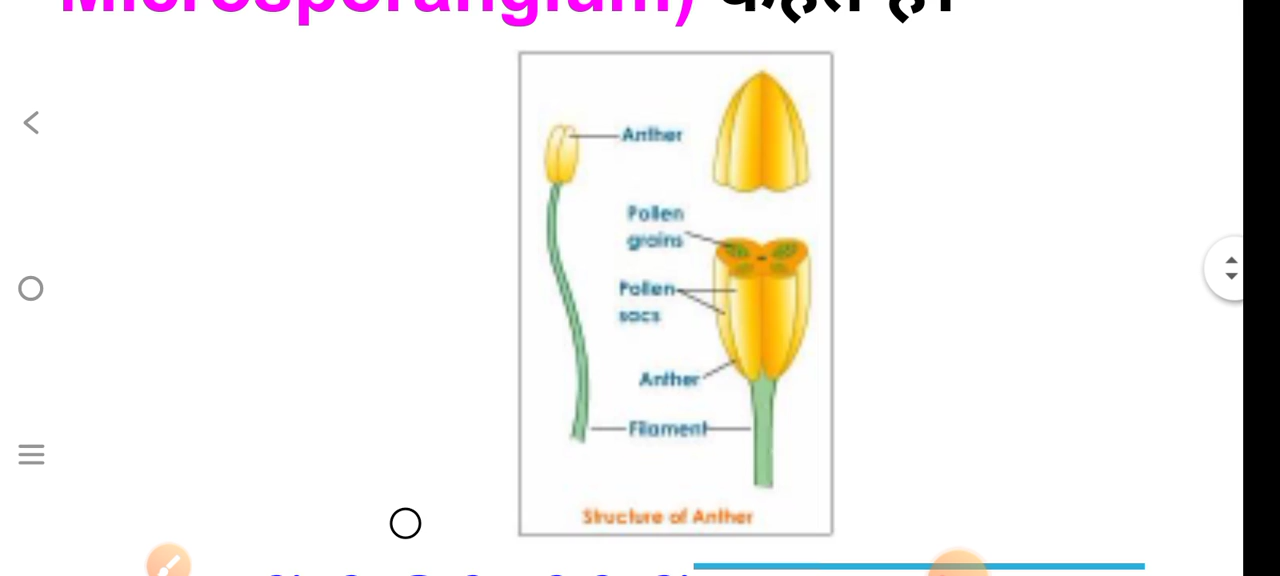 Microsporangium) कहते हैं।
Anther
Pollen
grains
Pollen
sacs
Anther
Filament
Structure of Anther